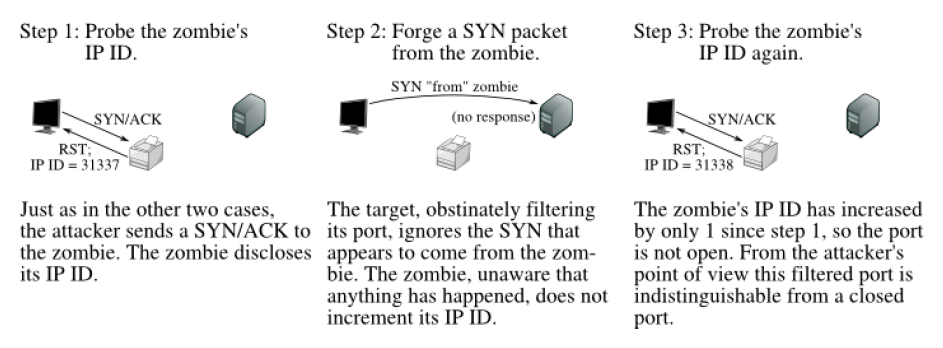 Step 1: Probe the zombie's
IP ID.
SYN/ACK
RST;
IP ID = 31337
Just as in the other two cases,
the attacker sends a SYN/ACK to
the zombie. The zombie discloses
its IP ID.
Step 2: Forge a SYN packet
from the zombie.
SYN "from" zombie
(no response)
The target, obstinately filtering
its port, ignores the SYN that
appears to come from the zom-
bie. The zombie, unaware that
anything has happened, does not
increment its IP ID.
Step 3: Probe the zombie's
IP ID again.
SYN/ACK
RST;
IP ID = 31338
The zombie's IP ID has increased
by only 1 since step 1, so the port
is not open. From the attacker's
point of view this filtered port is
indistinguishable from a closed
port.